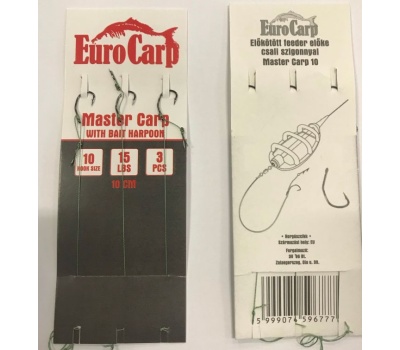 EuroCarp
Master Carp
WITH BAIT HARPOON
10
HOOK SIZE
15
LBS
3
PCS
10 CM
EuroCarp
Előkötött feeder előke
csali szigonnyal
Master Carp 10
Forgalmazó:
5 999074 596777